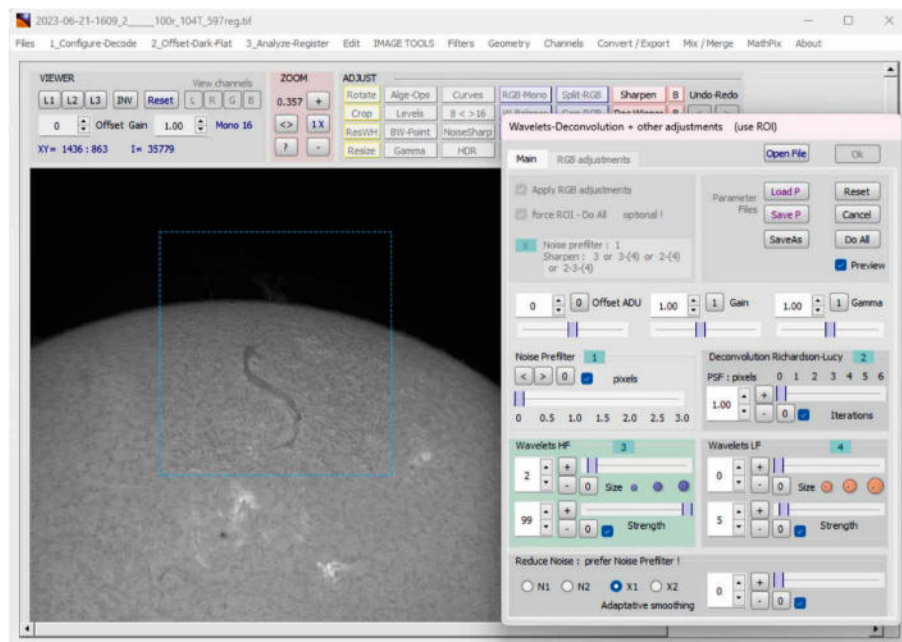 2023-06-21-1609_2_____100r_104T_597reg.tif
Files 1_Configure-Decode 2_Offset-Dark-Flat 3_Analyze-Register Edit IMAGE TOOLS Filters Geometry Channels Convert / Export Mix / Merge MathPix About
VIEWER View channels ZOOM ADJUST
L1 L2 L3 INV Reset L R G B 0.357 + Rotate Alge-Ops Curves RGB-Mono Split-RGB Sharpen B Undo-Redo
0 Offset Gain 1.00 Mono 16 <> 1X Crop Levels 8 < >16
XY= 1436 : 863 I= 35779 ? - ResWH BW-Point NoiseSharp
Resize Gamma HDR
Wavelets-Deconvolution + other adjustments (use ROI)
Main RGB adjustments Open File Ok
Apply RGB adjustments Parameter Files Load P Reset
force ROI - Do All optional ! Save P Cancel
X Noise prefilter : 1 SaveAs Do All
Sharpen : 3 or 3-(4) or 2-(4)
or 2-3-(4) Preview
0 0 Offset ADU 1.00 1 Gain 1.00 1 Gamma
Noise Prefilter 1 Deconvolution Richardson-Lucy 2
< > 0 pixels PSF : pixels 0 1 2 3 4 5 6
1.00 + - 0 Iterations
0 0.5 1.0 1.5 2.0 2.5 3.0
Wavelets HF 3 Wavelets LF 4
2 + - 0 Size 0 + - 0 Size
99 + - 0 Strength 5 + - 0 Strength
Reduce Noise : prefer Noise Prefilter !
N1 N2 X1 X2 0 + - 0
Adaptative smoothing